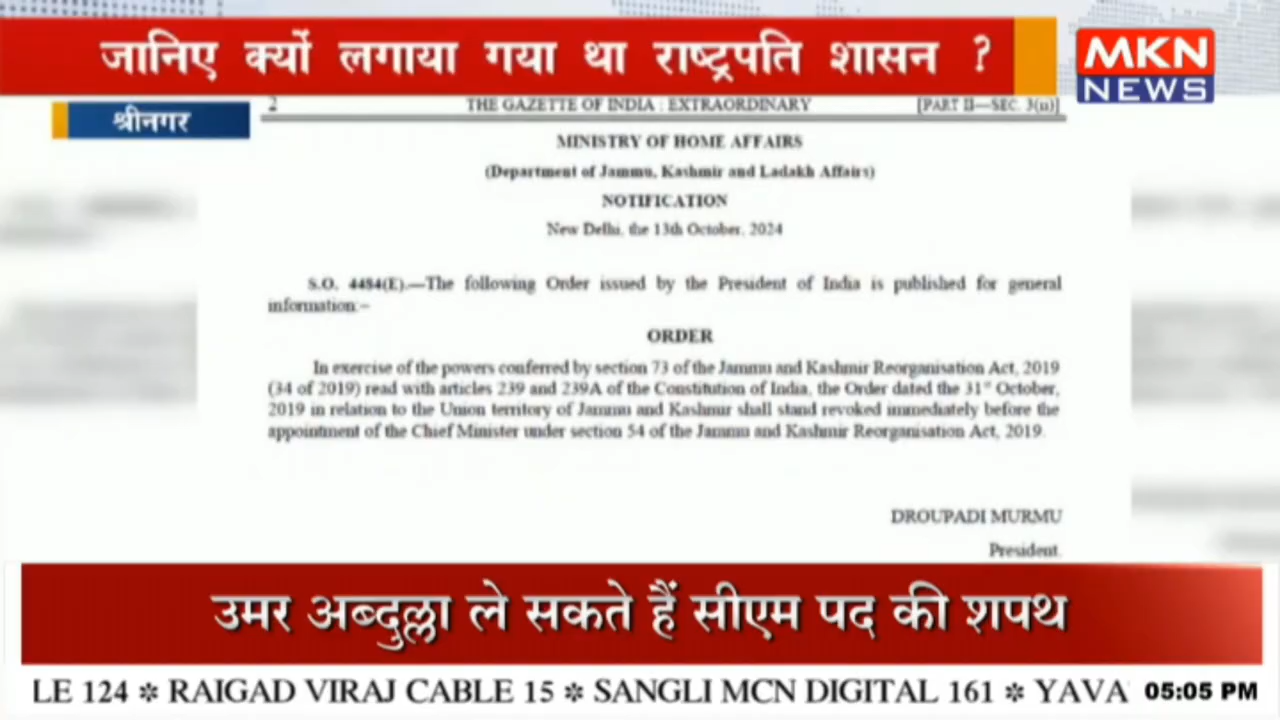 जानिए क्यों लगाया गया था राष्ट्रपति शासन ?
MKN
NEWS
श्रीनगर
2 THE GAZETTE OF INDIA : EXTRAORDINARY [PART II—SEC. 3(ii)]
MINISTRY OF HOME AFFAIRS
(Department of Jammu, Kashmir and Ladakh Affairs)
NOTIFICATION
New Delhi, the 13th October, 2024
S.O. 4484(E).—The following Order issued by the President of India is published for general
information:–
ORDER
In exercise of the powers conferred by section 73 of the Jammu and Kashmir Reorganisation Act, 2019
(34 of 2019) read with articles 239 and 239A of the Constitution of India, the Order dated the 31st October,
2019 in relation to the Union territory of Jammu and Kashmir shall stand revoked immediately before the
appointment of the Chief Minister under section 54 of the Jammu and Kashmir Reorganisation Act, 2019.
DROUPADI MURMU
President.
उमर अब्दुल्ला ले सकते हैं सीएम पद की शपथ
LE 124 ✲ RAIGAD VIRAJ CABLE 15 ✲ SANGLI MCN DIGITAL 161 ✲ YAVA 05:05 PM